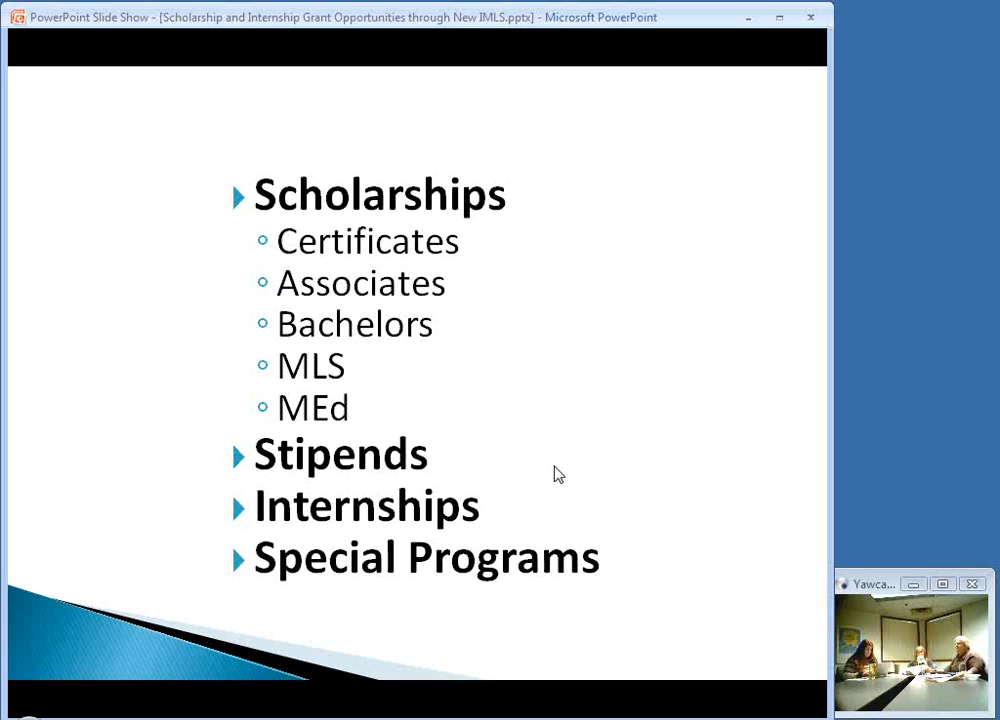 PowerPoint Slide Show - [Scholarship and Internship Grant Opportunities through New IMLS.pptx] - Microsoft PowerPoint
Scholarships
Certificates
Associates
Bachelors
MLS
MEd
Stipends
Internships
Special Programs
Yawca...